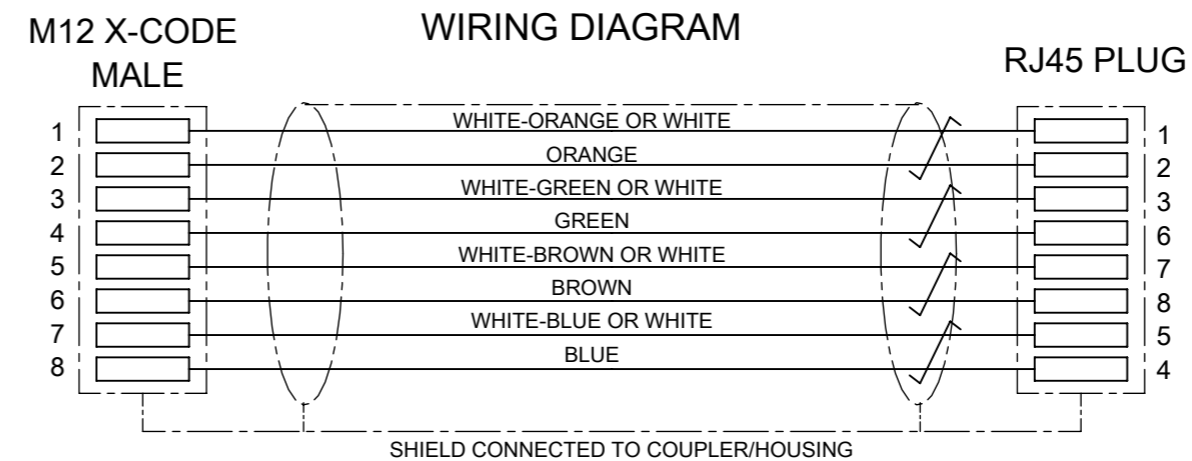 WIRING DIAGRAM
M12 X-CODE
MALE
RJ45 PLUG
1 WHITE-ORANGE OR WHITE 1
2 ORANGE 2
3 WHITE-GREEN OR WHITE 3
4 GREEN 6
5 WHITE-BROWN OR WHITE 7
6 BROWN 8
7 WHITE-BLUE OR WHITE 5
8 BLUE 4
SHIELD CONNECTED TO COUPLER/HOUSING